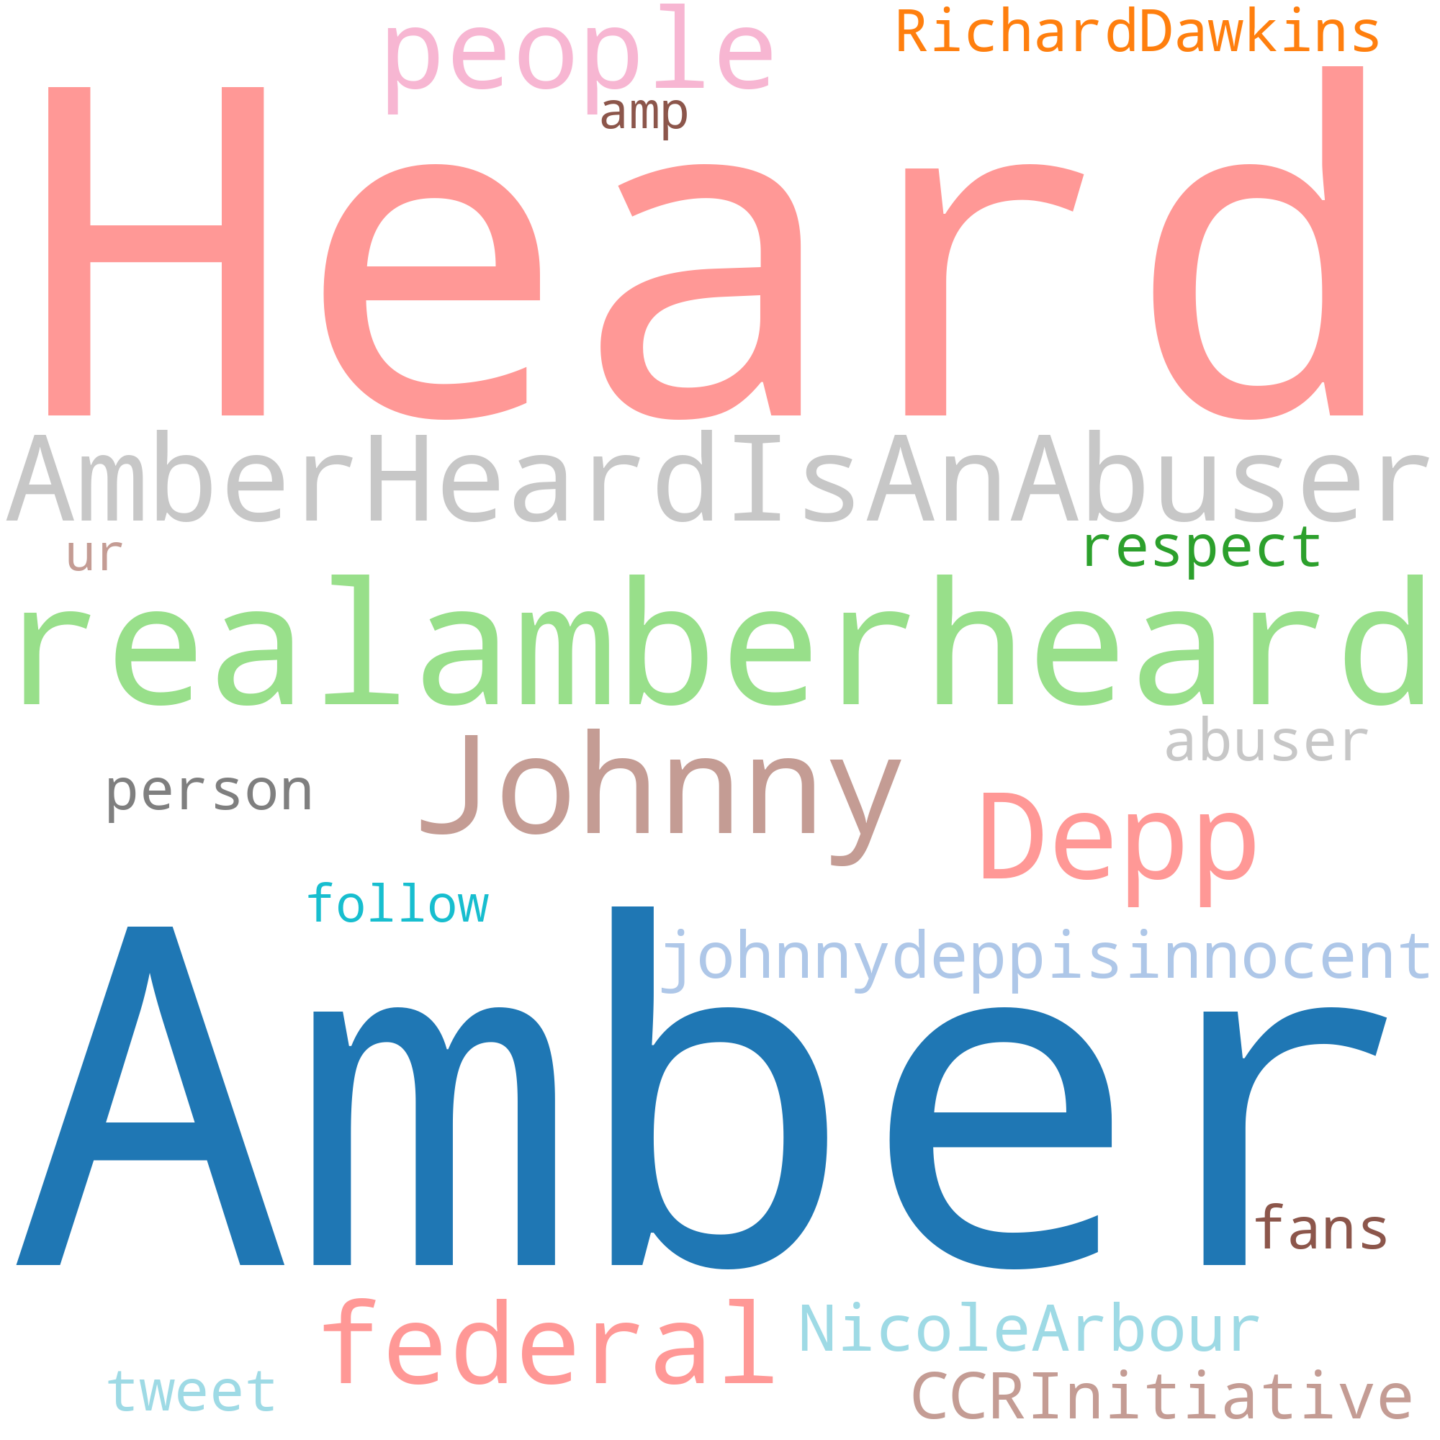 people
RichardDawkins
amp
Heard
AmberHeardIsAnAbuser
ur
respect
realamberheard
abuser
person
Johnny
Depp
follow
johnnydeppisinnocent
Amber
fans
federal
NicoleArbour
tweet
CCRInitiative